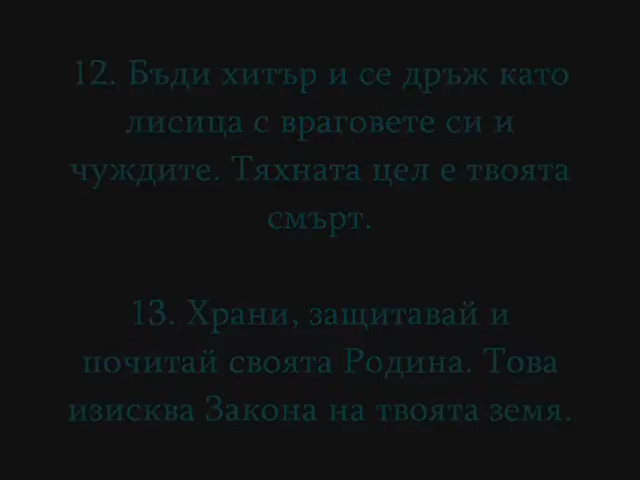 12. Бъди хитър и се дръж като
лисица с враговете си и
чуждите. Тяхната цел е твоята
смърт.
13. Храни, защитавай и
почитай своята Родина. Това
изисква Закона на твоята земя.